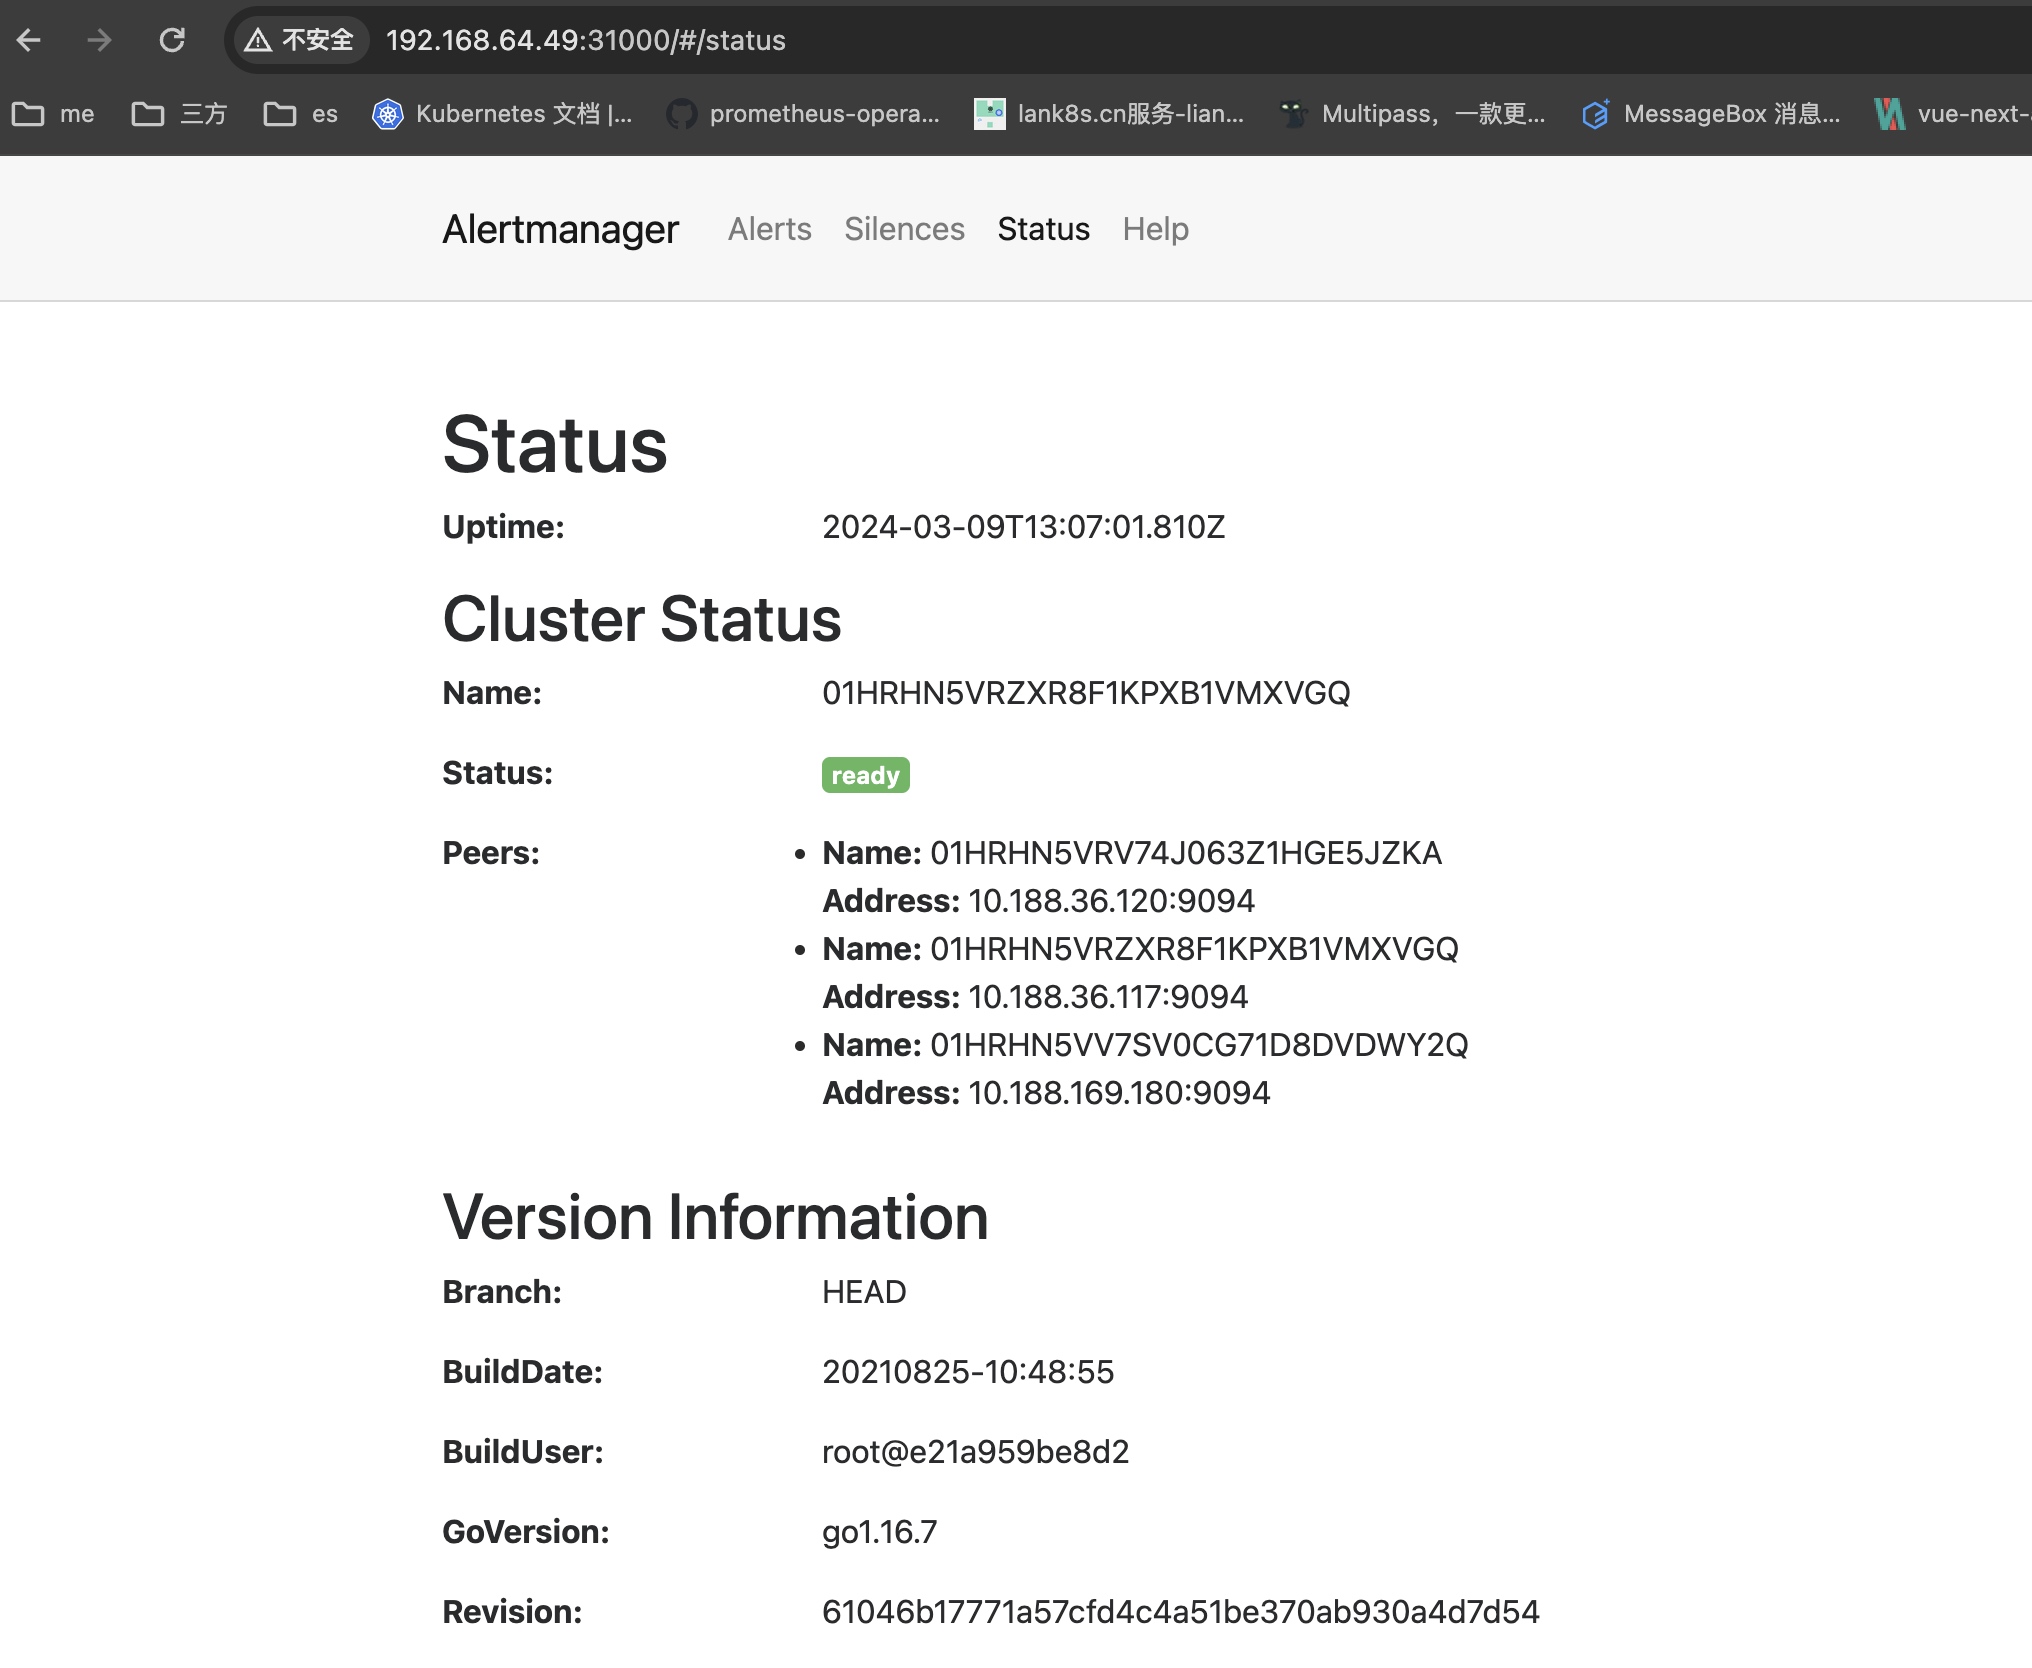 不安全 192.168.64.49:31000/#/status
me 三方 es Kubernetes 文档 |... prometheus-opera... lank8s.cn服务-lian... Multipass，一款更... MessageBox 消息... vue-next-
Alertmanager Alerts Silences Status Help
Status
Uptime: 2024-03-09T13:07:01.810Z
Cluster Status
Name: 01HRHN5VRZXR8F1KPXB1VMXVGQ
Status: ready
Peers: • Name: 01HRHN5VRV74J063Z1HGE5JZKA
Address: 10.188.36.120:9094
• Name: 01HRHN5VRZXR8F1KPXB1VMXVGQ
Address: 10.188.36.117:9094
• Name: 01HRHN5VV7SV0CG71D8DVDWY2Q
Address: 10.188.169.180:9094
Version Information
Branch: HEAD
BuildDate: 20210825-10:48:55
BuildUser: root@e21a959be8d2
GoVersion: go1.16.7
Revision: 61046b17771a57cfd4c4a51be370ab930a4d7d54